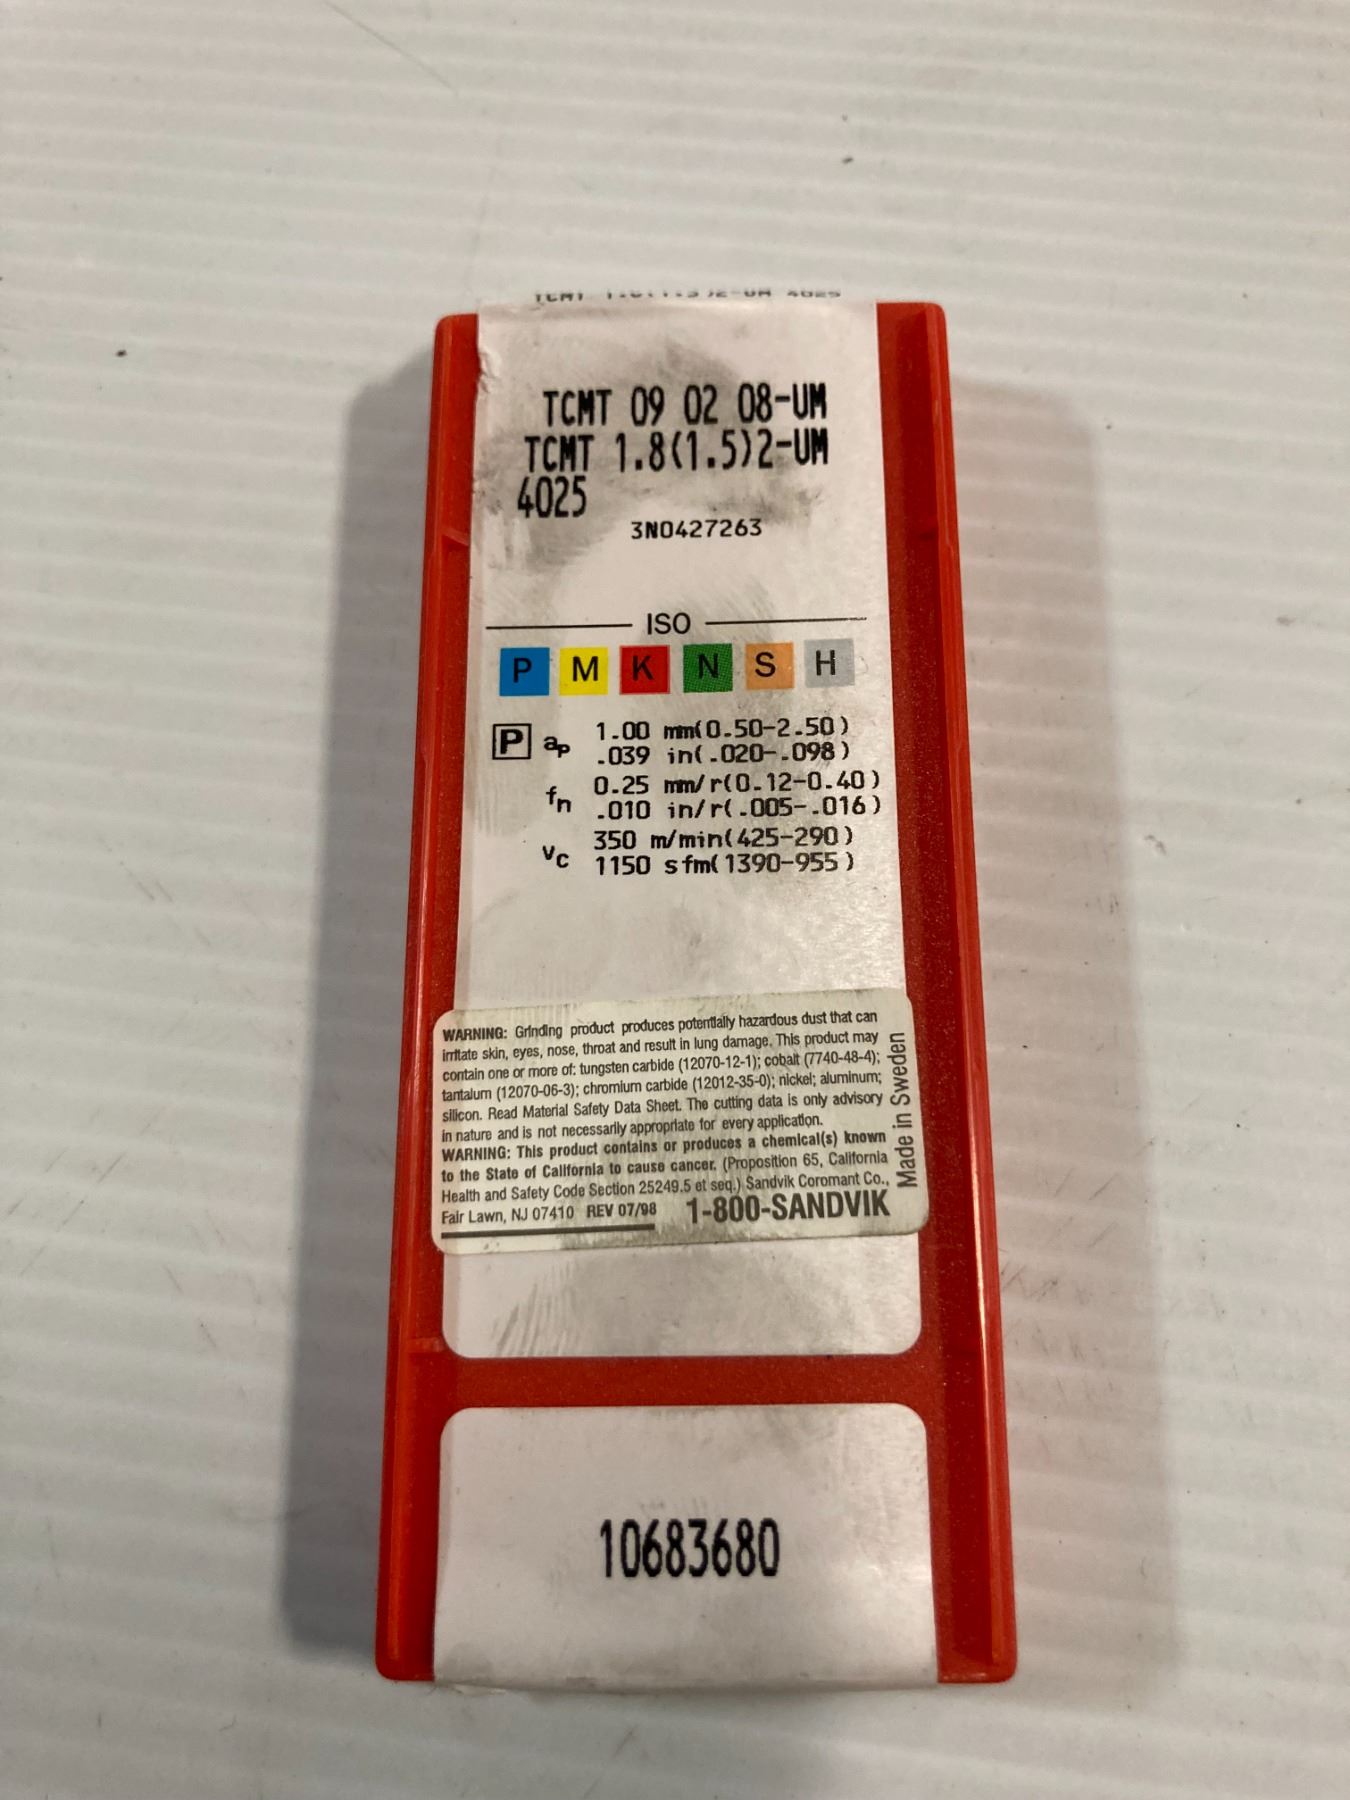 TCMT 1.8(1.5)2-UM 4025
TCMT 09 02 08-UM
TCMT 1.8(1.5)2-UM
4025
3N0427263
ISO
P M K N S H
P ap 1.00 mm(0.50-2.50)
.039 in(.020-.098)
fn 0.25 mm/r(0.12-0.40)
.010 in/r(.005-.016)
vc 350 m/min(425-290)
1150 sfm(1390-955)
WARNING: Grinding product produces potentially hazardous dust that can
irritate skin, eyes, nose, throat and result in lung damage. This product may
contain one or more of: tungsten carbide (12070-12-1); cobalt (7740-48-4);
tantalum (12070-06-3); chromium carbide (12012-35-0); nickel; aluminum;
silicon. Read Material Safety Data Sheet. The cutting data is only advisory
in nature and is not necessarily appropriate for every application.
WARNING: This product contains or produces a chemical(s) known
to the State of California to cause cancer. (Proposition 65, California
Health and Safety Code Section 25249.5 et seq.) Sandvik Coromant Co.,
Fair Lawn, NJ 07410 REV 07/98 1-800-SANDVIK
Made in Sweden
10683680